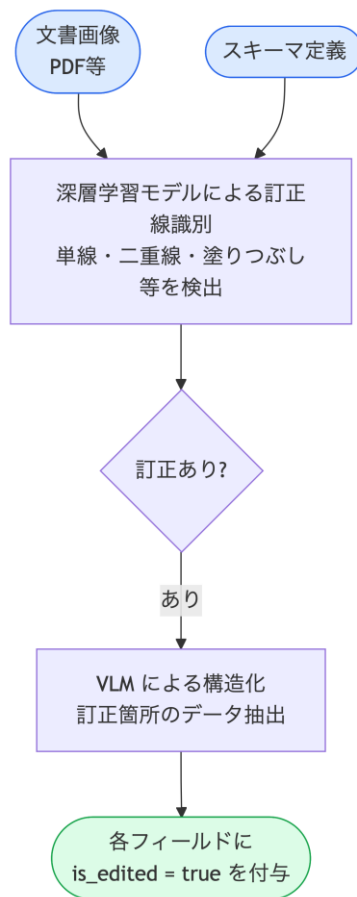 文書画像
PDF等
スキーマ定義
深層学習モデルによる訂正
線識別
単線・二重線・塗りつぶし
等を検出
訂正あり?
あり
VLM による構造化
訂正箇所のデータ抽出
各フィールドに
is_edited = true を付与